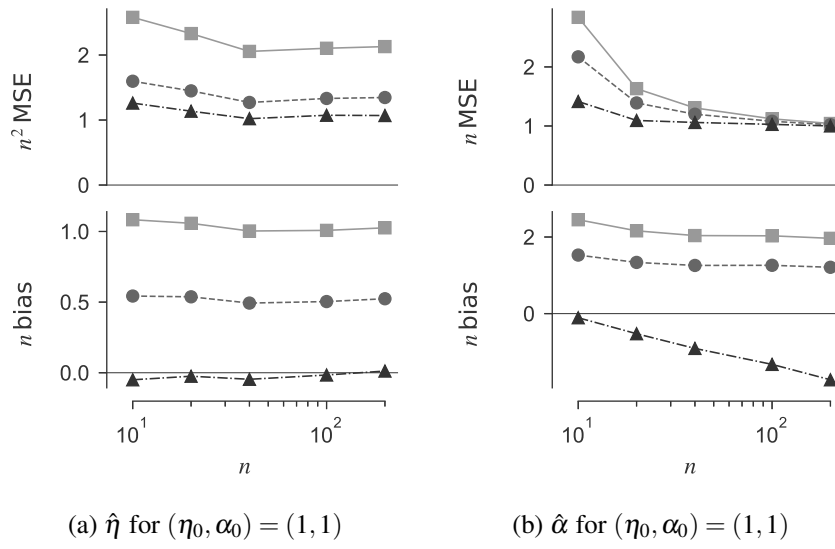 n² MSE
2
1
0
n bias
1.0
0.5
0.0
10¹
10²
n
n MSE
2
1
0
n bias
2
0
10¹
10²
n
(a) η̂ for (η₀, α₀) = (1, 1)
(b) α̂ for (η₀, α₀) = (1, 1)